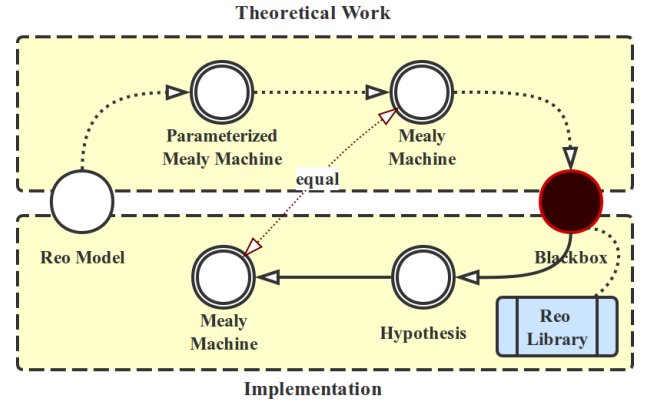 Theoretical Work
Parameterized
Mealy Machine
Mealy
Machine
equal
Reo Model
Blackbox
Mealy
Machine
Hypothesis
Reo
Library
Implementation